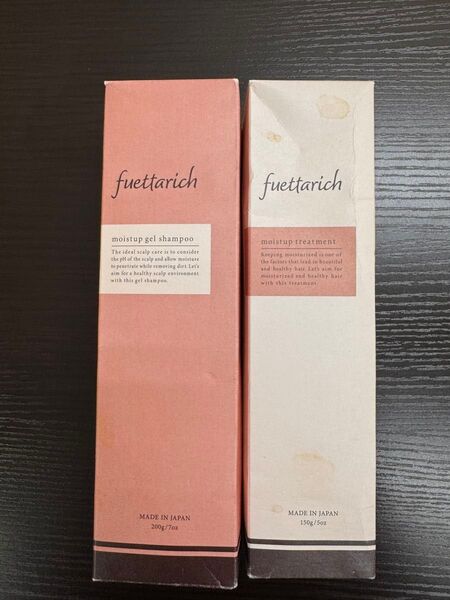 fuettarich
moistup gel shampoo
The ideal scalp care is to consider
the pH of the scalp and allow moisture
to penetrate while removing dirt. Let's
aim for a healthy scalp environment
with this gel shampoo.
MADE IN JAPAN
200g/7oz
fuettarich
moistup treatment
Keeping moisturized is one of
the factors that lead to beautiful
and healthy hair. Let's aim for
moisturized and healthy hair
with this treatment.
MADE IN JAPAN
150g/5oz